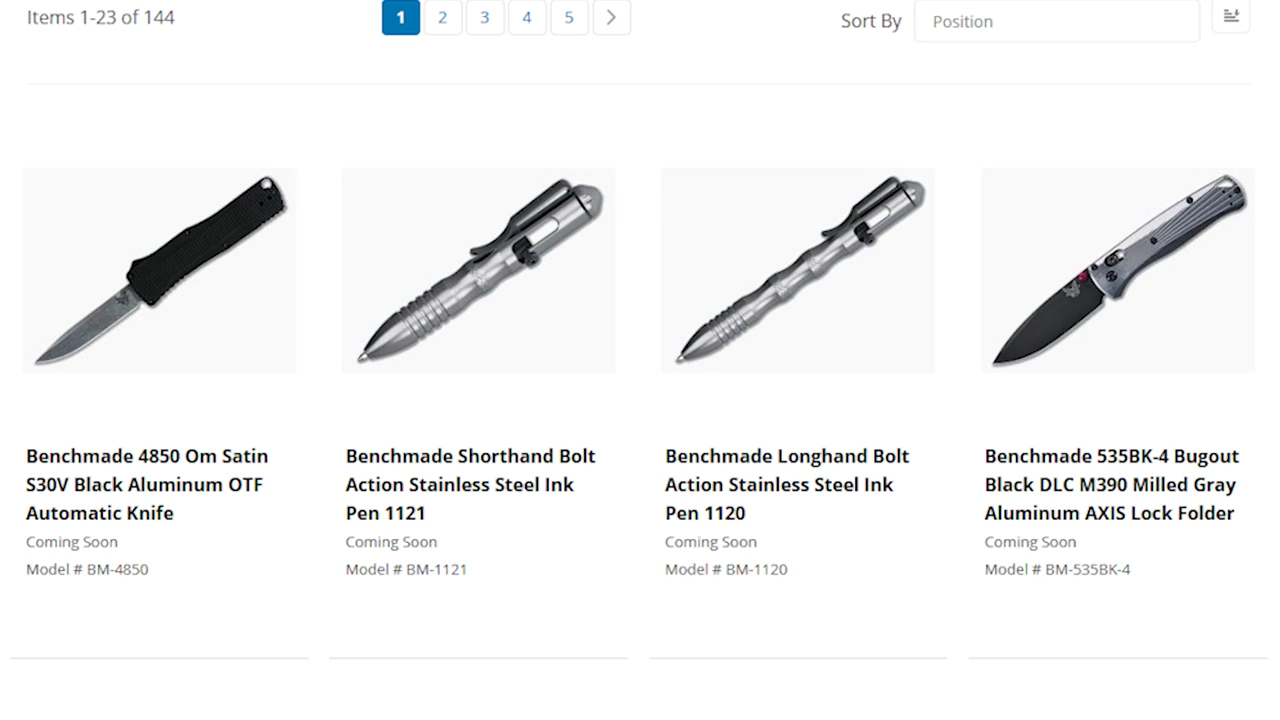 Items 1-23 of 144
1 2 3 4 5
Sort By Position
Benchmade 4850 Om Satin
S30V Black Aluminum OTF
Automatic Knife
Coming Soon
Model # BM-4850
Benchmade Shorthand Bolt
Action Stainless Steel Ink
Pen 1121
Coming Soon
Model # BM-1121
Benchmade Longhand Bolt
Action Stainless Steel Ink
Pen 1120
Coming Soon
Model # BM-1120
Benchmade 535BK-4 Bugout
Black DLC M390 Milled Gray
Aluminum AXIS Lock Folder
Coming Soon
Model # BM-535BK-4